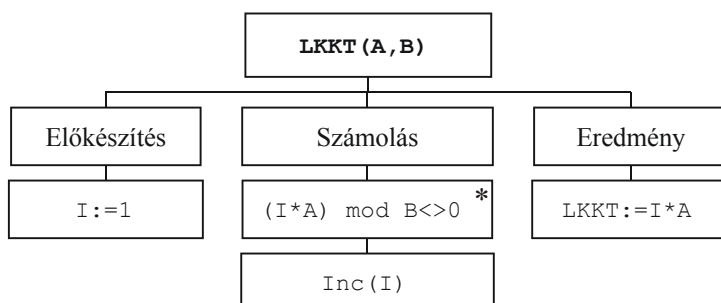 LKKT(A,B)
Előkészítés
Számolás
Eredmény
I:=1
(I*A) mod B<>0 *
LKKT:=I*A
Inc(I)